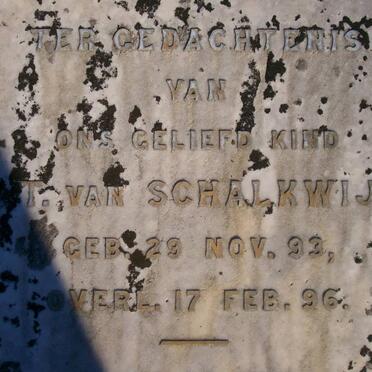 TER GEDACHTENIS
VAN
ONS GELIEFD KIND
T. VAN SCHALKWIJ
GEB. 29 NOV. 93,
OVERL. 17 FEB. 96.